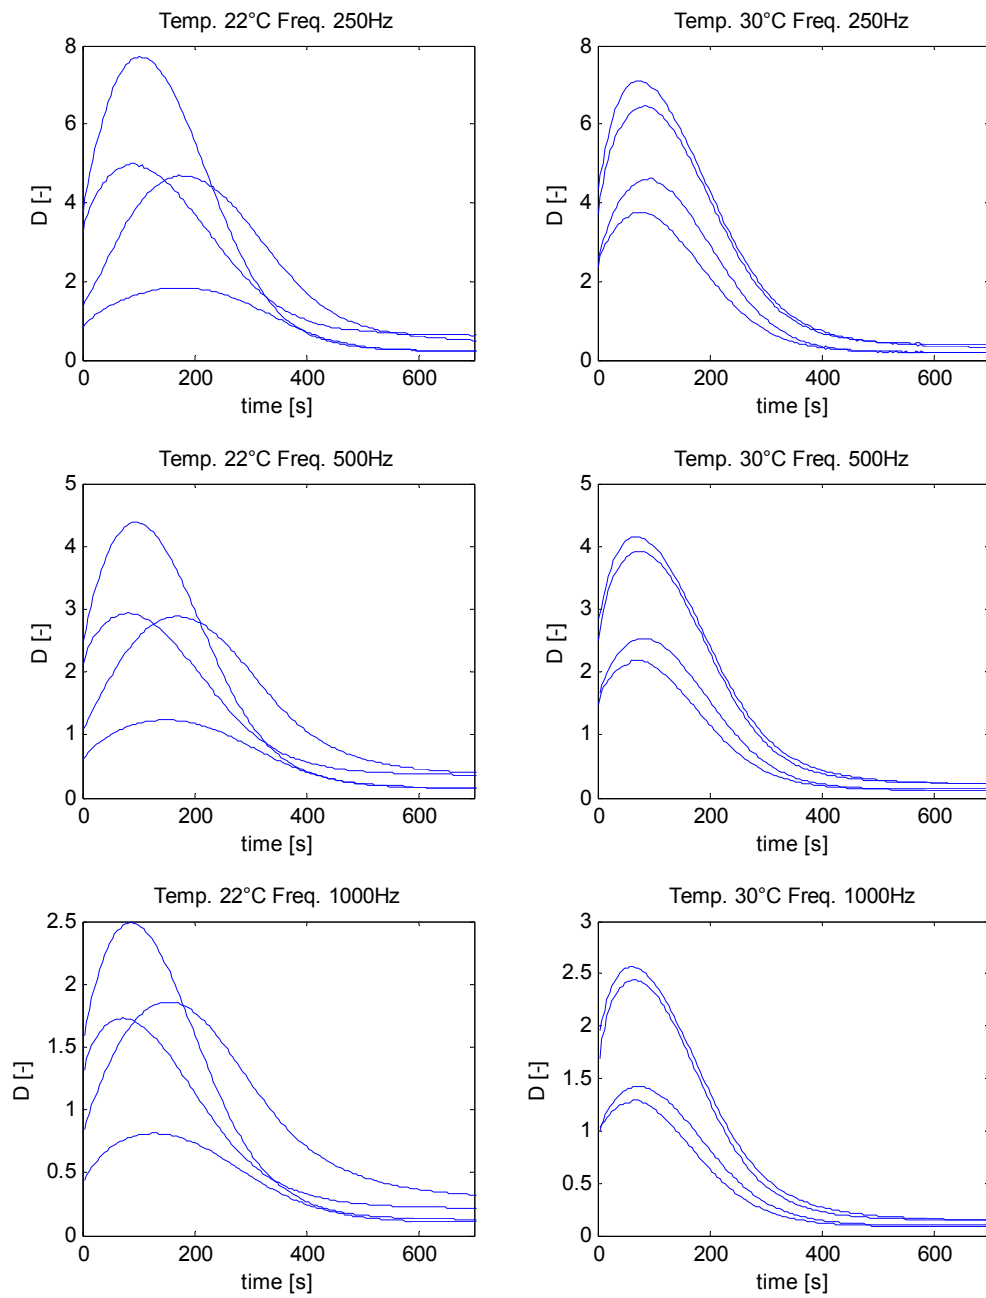 Temp. 22°C Freq. 250Hz
8
6
4
2
0
D [-]
0 200 400 600
time [s]
Temp. 30°C Freq. 250Hz
8
6
4
2
0
D [-]
0 200 400 600
time [s]
Temp. 22°C Freq. 500Hz
5
4
3
2
1
0
D [-]
0 200 400 600
time [s]
Temp. 30°C Freq. 500Hz
5
4
3
2
1
0
D [-]
0 200 400 600
time [s]
Temp. 22°C Freq. 1000Hz
2.5
2
1.5
1
0.5
0
D [-]
0 200 400 600
time [s]
Temp. 30°C Freq. 1000Hz
3
2.5
2
1.5
1
0.5
0
D [-]
0 200 400 600
time [s]